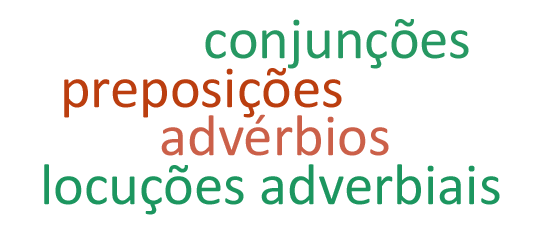 conjunções
preposições
advérbios
locuções adverbiais